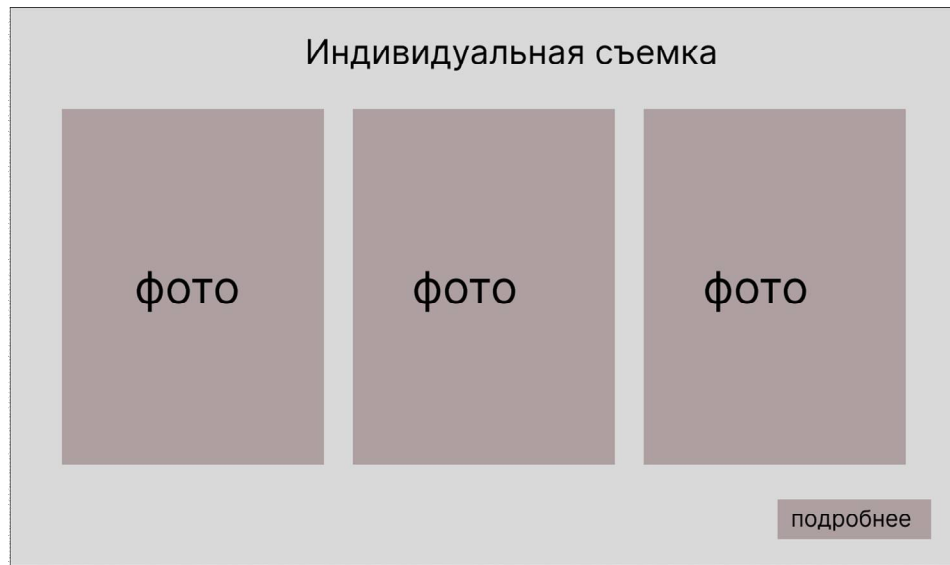 Индивидуальная съемка
фото
фото
фото
подробнее